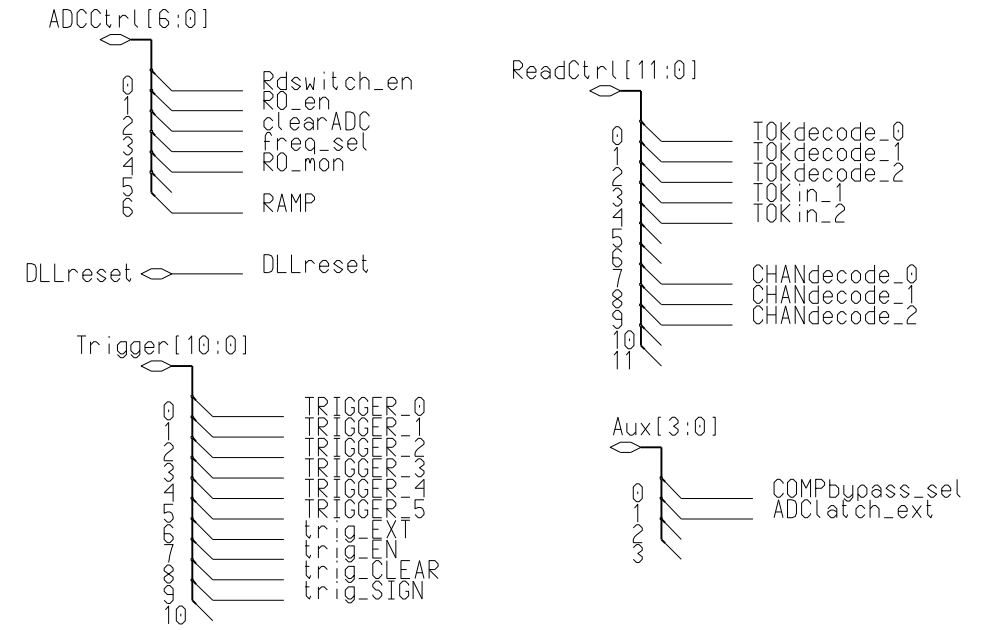 ADCCtrl[6:0]
0 Rdswitch_en
1 RO_en
2 clearADC
3 freq_sel
4 RO_mon
5
6 RAMP
DLLreset DLLreset
Trigger[10:0]
0 TRIGGER_0
1 TRIGGER_1
2 TRIGGER_2
3 TRIGGER_3
4 TRIGGER_4
5 TRIGGER_5
6 trig_EXT
7 trig_EN
8 trig_CLEAR
9 trig_SIGN
10
ReadCtrl[11:0]
0 TOKdecode_0
1 TOKdecode_1
2 TOKdecode_2
3 TOKin_1
4 TOKin_2
5
6
7 CHANdecode_0
8 CHANdecode_1
9 CHANdecode_2
10
11
Aux[3:0]
0 COMPbypass_sel
1 ADClatch_ext
2
3